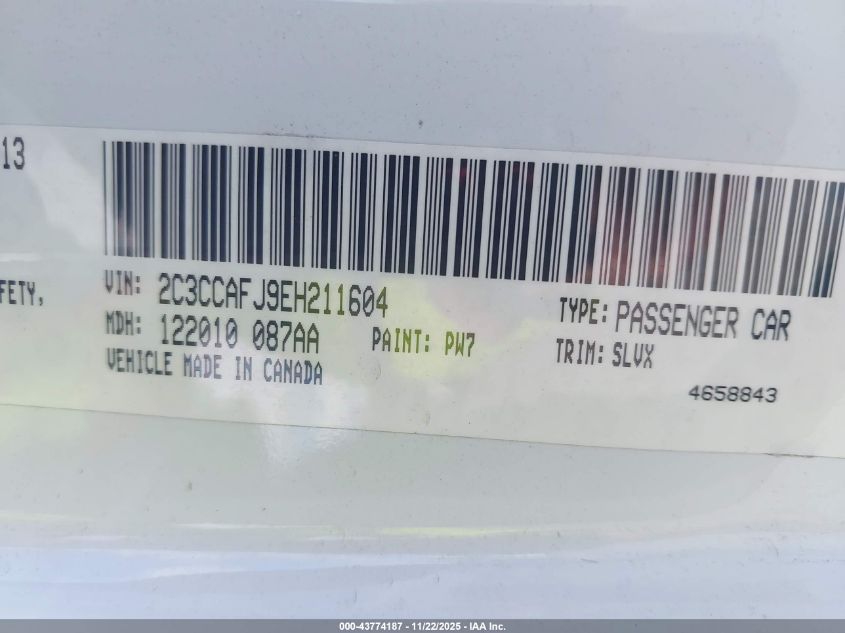 13
FETY,
VIN: 2C3CCAFJ9EH211604
TYPE: PASSENGER CAR
MDH: 122010 087AA
PAINT: PW7
TRIM: SLVX
VEHICLE MADE IN CANADA
4658843
000-43774187 - 11/22/2025 - IAA Inc.